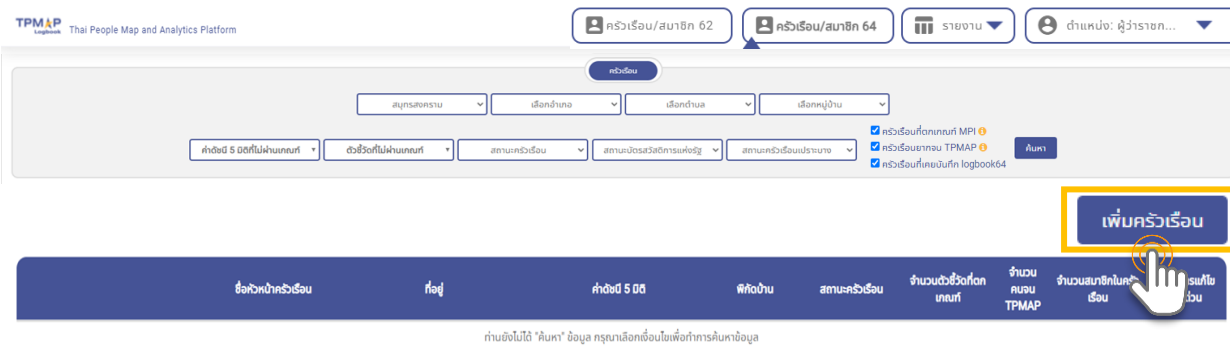 TPMAP Logbook Thai People Map and Analytics Platform ครัวเรือน/สมาชิก 62 ครัวเรือน/สมาชิก 64 รายงาน ตำแหน่ง: ผู้ว่าราชก...
ครัวเรือน
สมุทรสงคราม เลือกอำเภอ เลือกตำบล เลือกหมู่บ้าน
ครัวเรือนที่ตกเกณฑ์ MPI
ค่าดัชนี 5 มิติที่ไม่ผ่านเกณฑ์ ตัวชี้วัดที่ไม่ผ่านเกณฑ์ สถานะครัวเรือน สถานะบัตรสวัสดิการแห่งรัฐ สถานะครัวเรือนเปราะบาง ครัวเรือนยากจน TPMAP ค้นหา
ครัวเรือนที่เคยบันทึก logbook64
เพิ่มครัวเรือน
ชื่อหัวหน้าครัวเรือน ที่อยู่ ค่าดัชนี 5 มิติ พิกัดบ้าน สถานะครัวเรือน จำนวนตัวชี้วัดที่ตก จำนวน จำนวนสมาชิกในครัว
เกณฑ์ คนจน เรือน
TPMAP
ท่านยังไม่ได้ "ค้นหา" ข้อมูล กรุณาเลือกเงื่อนไขเพื่อทำการค้นหาข้อมูล